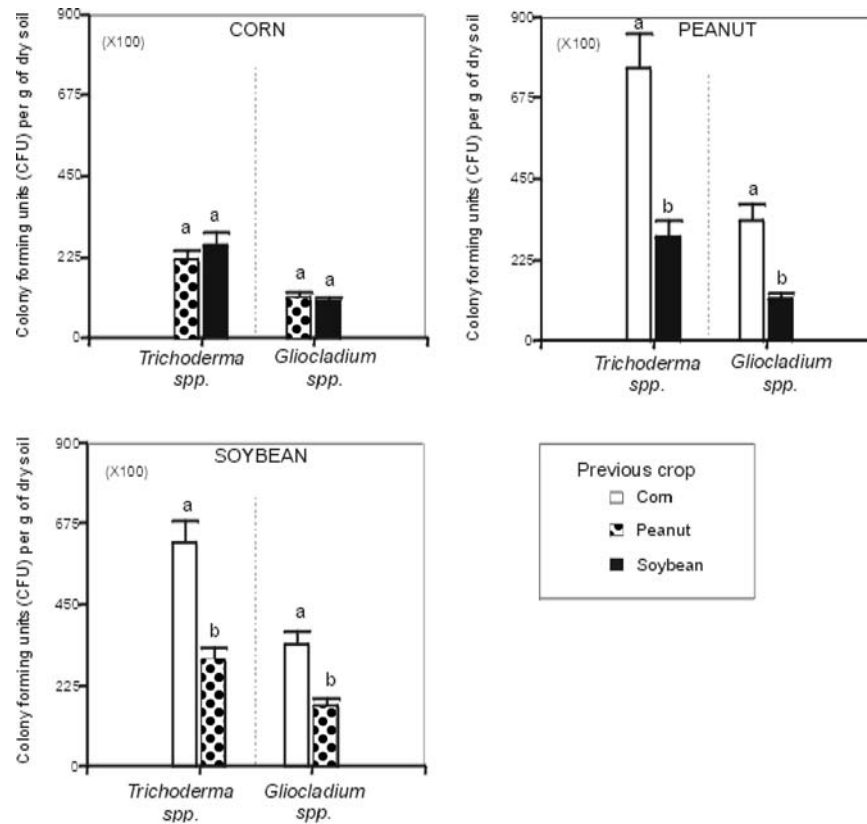 CORN
(X100)
Colony forming units (CFU) per g of dry soil
900
675
450
225
0
a
a
a
a
Trichoderma
spp.
Gliocladium
spp.
PEANUT
(X100)
Colony forming units (CFU) per g of dry soil
900
675
450
225
0
a
b
a
b
Trichoderma
spp.
Gliocladium
spp.
SOYBEAN
(X100)
Colony forming units (CFU) per g of dry soil
900
675
450
225
0
a
b
a
b
Trichoderma
spp.
Gliocladium
spp.
Previous crop
Corn
Peanut
Soybean